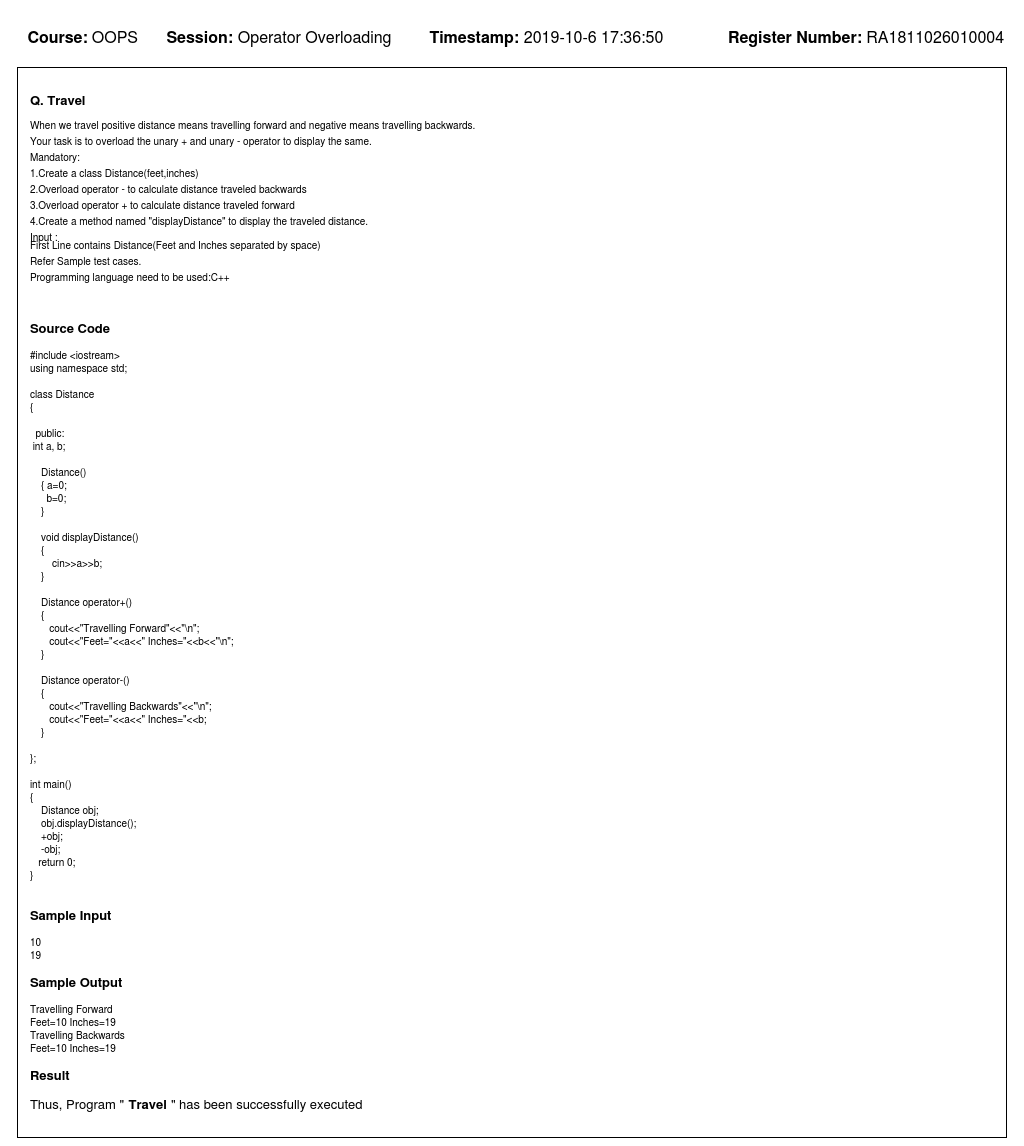 Course: OOPS Session: Operator Overloading Timestamp: 2019-10-6 17:36:50 Register Number: RA1811026010004
Q. Travel
When we travel positive distance means travelling forward and negative means travelling backwards.
Your task is to overload the unary + and unary - operator to display the same.
Mandatory:
1.Create a class Distance(feet,inches)
2.Overload operator - to calculate distance traveled backwards
3.Overload operator + to calculate distance traveled forward
4.Create a method named "displayDistance" to display the traveled distance.
Input :
First Line contains Distance(Feet and Inches separated by space)
Refer Sample test cases.
Programming language need to be used:C++
Source Code
#include <iostream>
using namespace std;
class Distance
{
public:
int a, b;
Distance()
{ a=0;
b=0;
}
void displayDistance()
{
cin>>a>>b;
}
Distance operator+()
{
cout<<"Travelling Forward"<<"\n";
cout<<"Feet="<<a<<" Inches="<<b<<"\n";
}
Distance operator-()
{
cout<<"Travelling Backwards"<<"\n";
cout<<"Feet="<<a<<" Inches="<<b;
}
};
int main()
{
Distance obj;
obj.displayDistance();
+obj;
-obj;
return 0;
}
Sample Input
10
19
Sample Output
Travelling Forward
Feet=10 Inches=19
Travelling Backwards
Feet=10 Inches=19
Result
Thus, Program " Travel " has been successfully executed